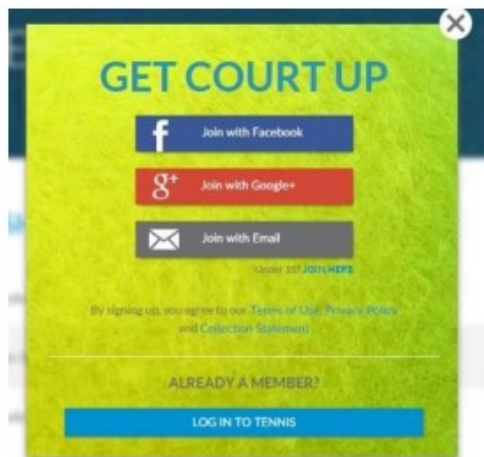 GET COURT UP
f Join with Facebook
g+ Join with Google+
Join with Email
Under 15? JOIN HERE
By signing up, you agree to our Terms of Use, Privacy Policy
and Collection Statement
ALREADY A MEMBER?
LOG IN TO TENNIS